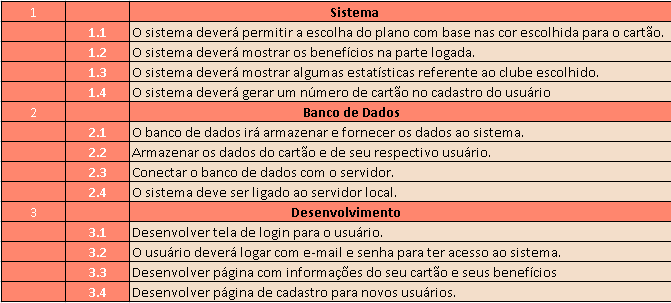 1 Sistema
1.1 O sistema deverá permitir a escolha do plano com base nas cor escolhida para o cartão.
1.2 O sistema deverá mostrar os benefícios na parte logada.
1.3 O sistema deverá mostrar algumas estatísticas referente ao clube escolhido.
1.4 O sistema deverá gerar um número de cartão no cadastro do usuário
2 Banco de Dados
2.1 O banco de dados irá armazenar e fornecer os dados ao sistema.
2.2 Armazenar os dados do cartão e de seu respectivo usuário.
2.3 Conectar o banco de dados com o servidor.
2.4 O sistema deve ser ligado ao servidor local.
3 Desenvolvimento
3.1 Desenvolver tela de login para o usuário.
3.2 O usuário deverá logar com e-mail e senha para ter acesso ao sistema.
3.3 Desenvolver página com informações do seu cartão e seus benefícios
3.4 Desenvolver página de cadastro para novos usuários.